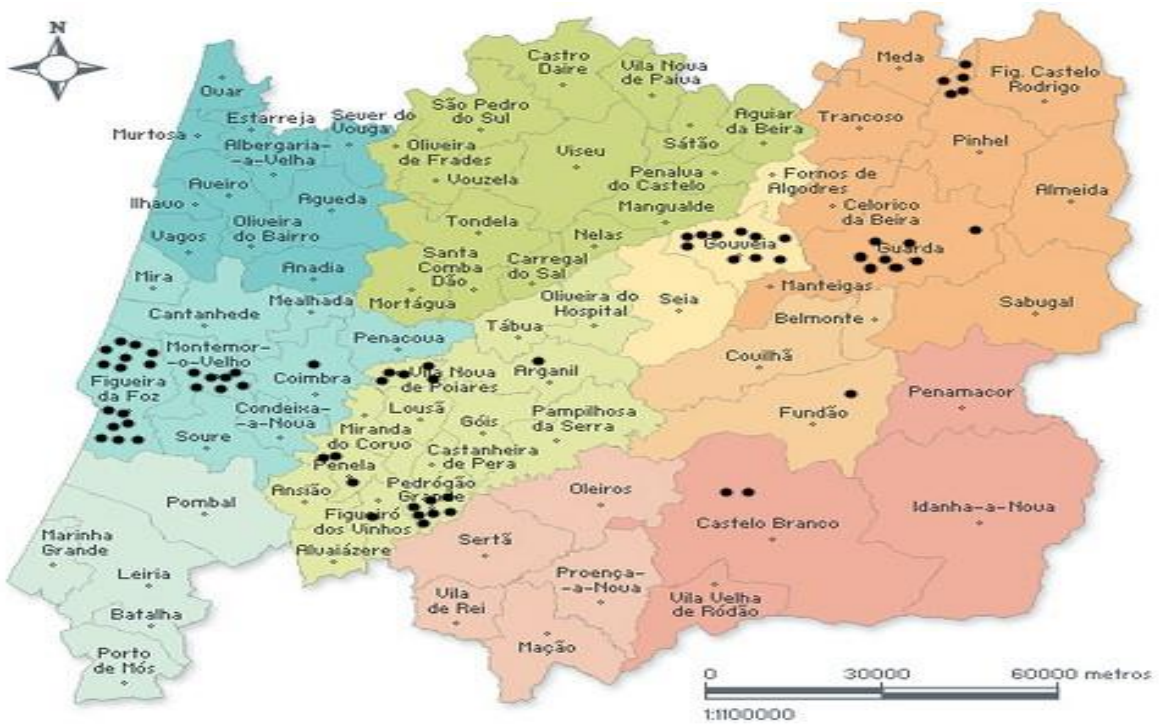 N
Castro
Daire
Vila Nova
de Paiva
Meda
Fig. Castelo
Rodrigo
Ovar
Estarreja
Sever do
Vouga
São Pedro
do Sul
Aguiar
da Beira
Trancoso
Murtosa
Albergaria-
-a-Velha
Oliveira
de Frades
Viseu
Sátão
Pinhel
Aveiro
Vouzela
Penalva
do Castelo
Fornos de
Algodres
Almeida
Ilhavo
Agueda
Mangualde
Celorico
da Beira
Vagos
Oliveira
do Bairro
Tondela
Nelas
Gouveia
Guarda
Mira
Anadia
Santa
Comba
Dão
Carregal
do Sal
Manteigas
Mealhada
Mortágua
Oliveira do
Hospital
Seia
Sabugal
Cantanhede
Penacova
Tábua
Belmonte
Montemor-
-o-Velho
Covilhã
Figueira
da Foz
Coimbra
Vila Nova
de Poiares
Arganil
Penamacor
Condeixa-
-a-Nova
Lousã
Góis
Pampilhosa
da Serra
Fundão
Soure
Miranda
do Corvo
Castanheira
de Pera
Penela
Pombal
Ansião
Pedrógão
Grande
Oleiros
Idanha-a-Nova
Figueiró
dos Vinhos
Castelo Branco
Marinha
Grande
Alvaiázere
Sertã
Leiria
Proença-
-a-Nova
Batalha
Vila
de Rei
Vila Velha
de Ródão
Porto
de Mós
Mação
0 30000 60000 metros
1:1100000